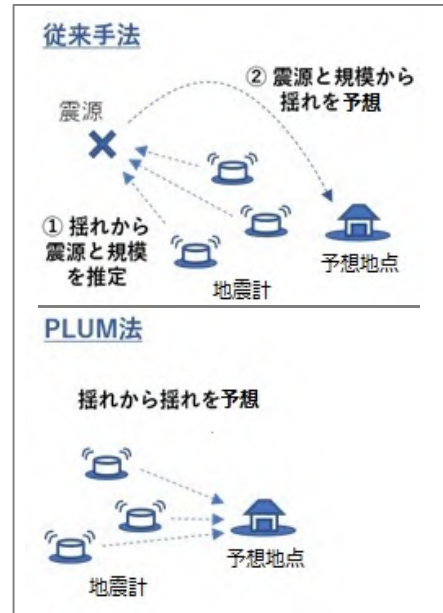 従来手法
② 震源と規模から
揺れを予想
震源
① 揺れから
震源と規模
を推定
予想地点
地震計
PLUM法
揺れから揺れを予想
予想地点
地震計